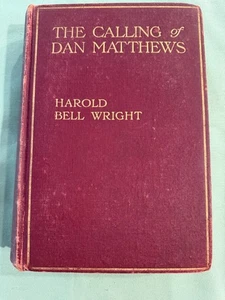 THE CALLING of
DAN MATTHEWS
HAROLD
BELL WRIGHT